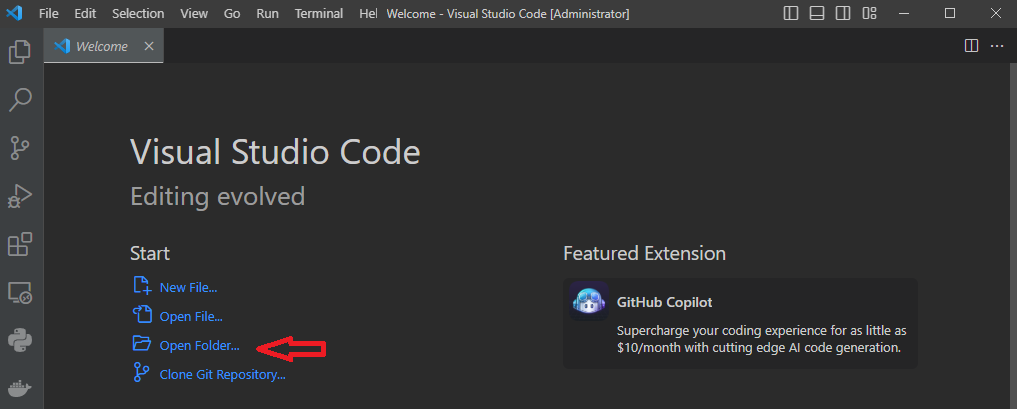 File Edit Selection View Go Run Terminal Hel Welcome - Visual Studio Code [Administrator]
Welcome
Visual Studio Code
Editing evolved
Start
New File...
Open File...
Open Folder...
Clone Git Repository...
Featured Extension
GitHub Copilot
Supercharge your coding experience for as little as
$10/month with cutting edge AI code generation.